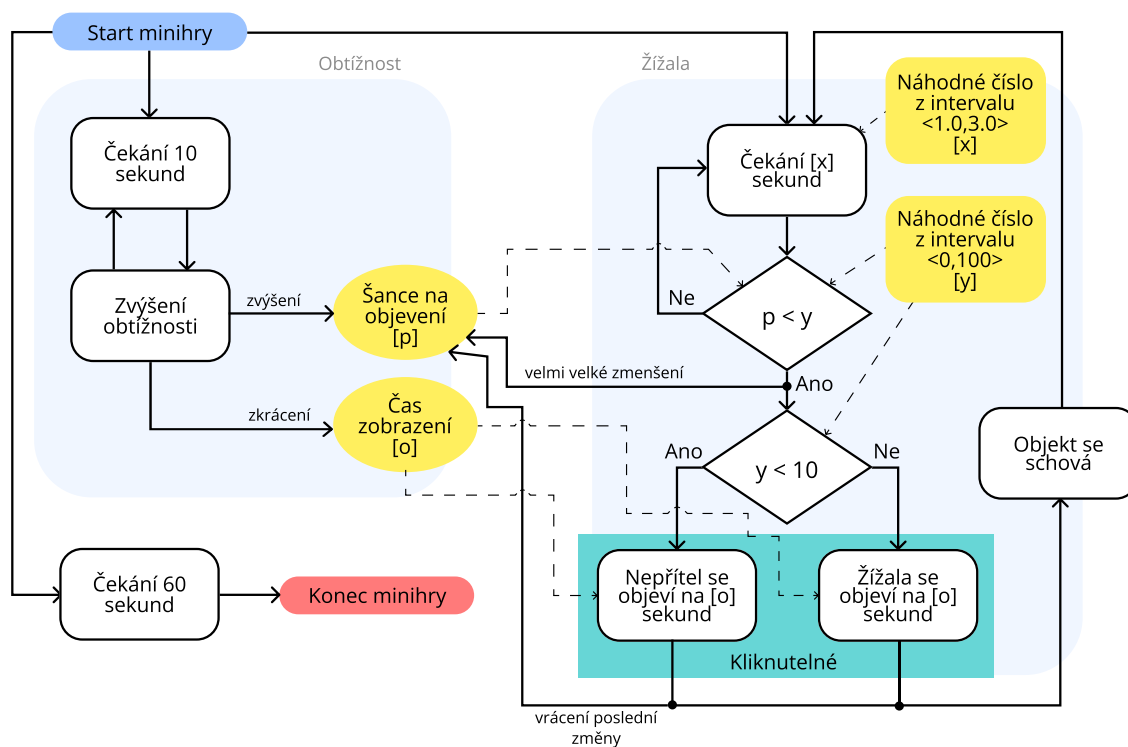 Start minihry
Obtížnost
Žížala
Náhodné číslo
z intervalu
<1.0,3.0>
[x]
Čekání 10
sekund
Čekání [x]
sekund
Náhodné číslo
z intervalu
<0,100>
[y]
Zvýšení
obtížnosti
zvýšení
Šance na
objevení
[p]
Ne
p < y
velmi velké zmenšení
Ano
zkrácení
Čas
zobrazení
[o]
Ano
y < 10
Ne
Objekt se
schová
Čekání 60
sekund
Konec minihry
Nepřítel se
objeví na [o]
sekund
Žížala se
objeví na [o]
sekund
Kliknutelné
vrácení poslední
změny